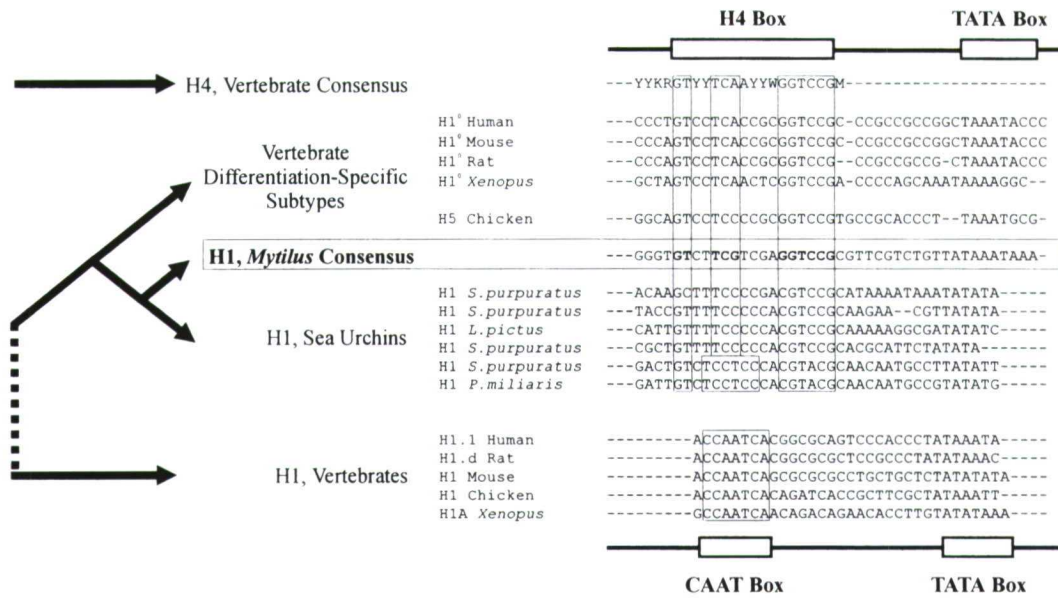 H4 Box TATA Box
H4, Vertebrate Consensus --YYKRGTYYTCAAYYWGGTCCGM----------------------
H1° Human ---CCCTGTCCTCACCGCGGTCCGC-CCGCCGCCGGCTAAATACCC
H1° Mouse ---CCCAGTCCTCACCGCGGTCCGC-CCGCCGCCGGCTAAATACCC
H1° Rat ---CCCAGTCCTCACCGCGGTCCG--CCGCCGCCG-CTAAATACCC
H1° Xenopus ---GCTAGTCCTCAACTCGGTCCGA-CCCCAGCAAATAAAAGGC-
Vertebrate
Differentiation-Specific
Subtypes
H5 Chicken ---GGCAGTCCTCCCCGCGGTCCGTGCCGCACCCT--TAAATGCG-
H1, Mytilus Consensus ---GGGTGTCTTCGTCGAGGTCCGCGTTCGTCTGTTATAAATAAA-
H1 S.purpuratus ---ACAAGCTTTCCCCGACGTCCGCATAAAATAAATATATA-----
H1 S.purpuratus ---TACCGTTTTCCCCCACGTCCGCAAGAA--CGTTATATA-----
H1 L.pictus ---CATTGTTTTCCCCCACGTCCGCAAAAAGGCGATATATC-----
H1 S.purpuratus ---CGCTGTTTTCCCCCACGTCCGCACGCATTCTATATA-------
H1 S.purpuratus ---GACTGTCTCCTCCCACGTACGCAACAATGCCTTATATT-----
H1 P.miliaris ---GATTGTCTCCTCCCACGTACGCAACAATGCCGTATATG-----
H1, Sea Urchins
H1.1 Human ---------ACCAATCACGGCGCAGTCCCACCCTATAAATA-----
H1.d Rat ---------ACCAATCACGGCGCGCTCCGCCCTATATAAAC-----
H1 Mouse ---------ACCAATCAGCGCGCGCCTGCTGCTCTATATATA----
H1 Chicken ---------ACCAATCACAGATCACCGCTTCGCTATAAATT-----
H1A Xenopus ---------GCCAATCAACAGACAGAACACCTTGTATATAAA----
H1, Vertebrates
CAAT Box TATA Box